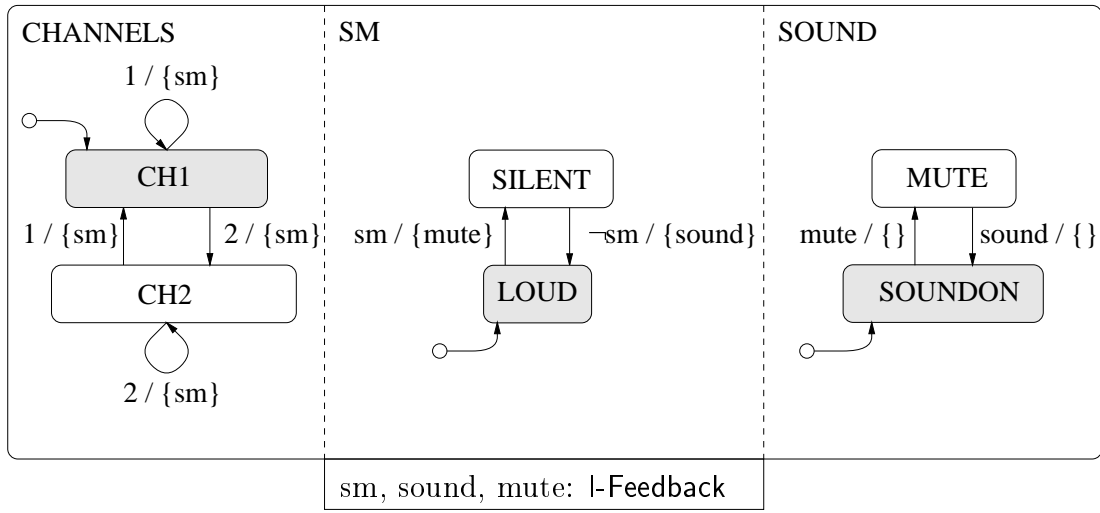 CHANNELS
SM
SOUND
1 / {sm}
CH1
SILENT
MUTE
1 / {sm}
2 / {sm}
sm / {mute}
¬sm / {sound}
mute / {}
sound / {}
CH2
LOUD
SOUNDON
2 / {sm}
sm, sound, mute: I-Feedback